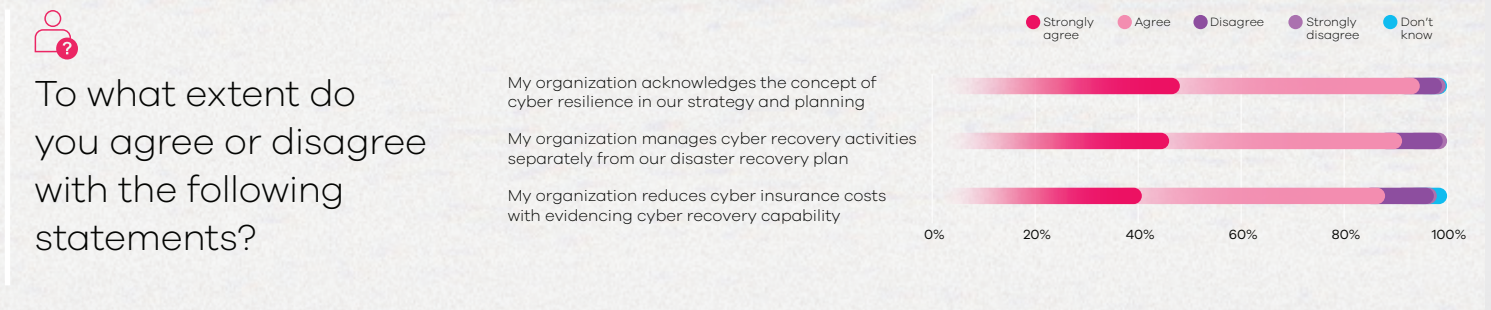 ?
To what extent do
you agree or disagree
with the following
statements?
Strongly
agree
Agree
Disagree
Strongly
disagree
Don't
know
My organization acknowledges the concept of
cyber resilience in our strategy and planning
My organization manages cyber recovery activities
separately from our disaster recovery plan
My organization reduces cyber insurance costs
with evidencing cyber recovery capability
0% 20% 40% 60% 80% 100%